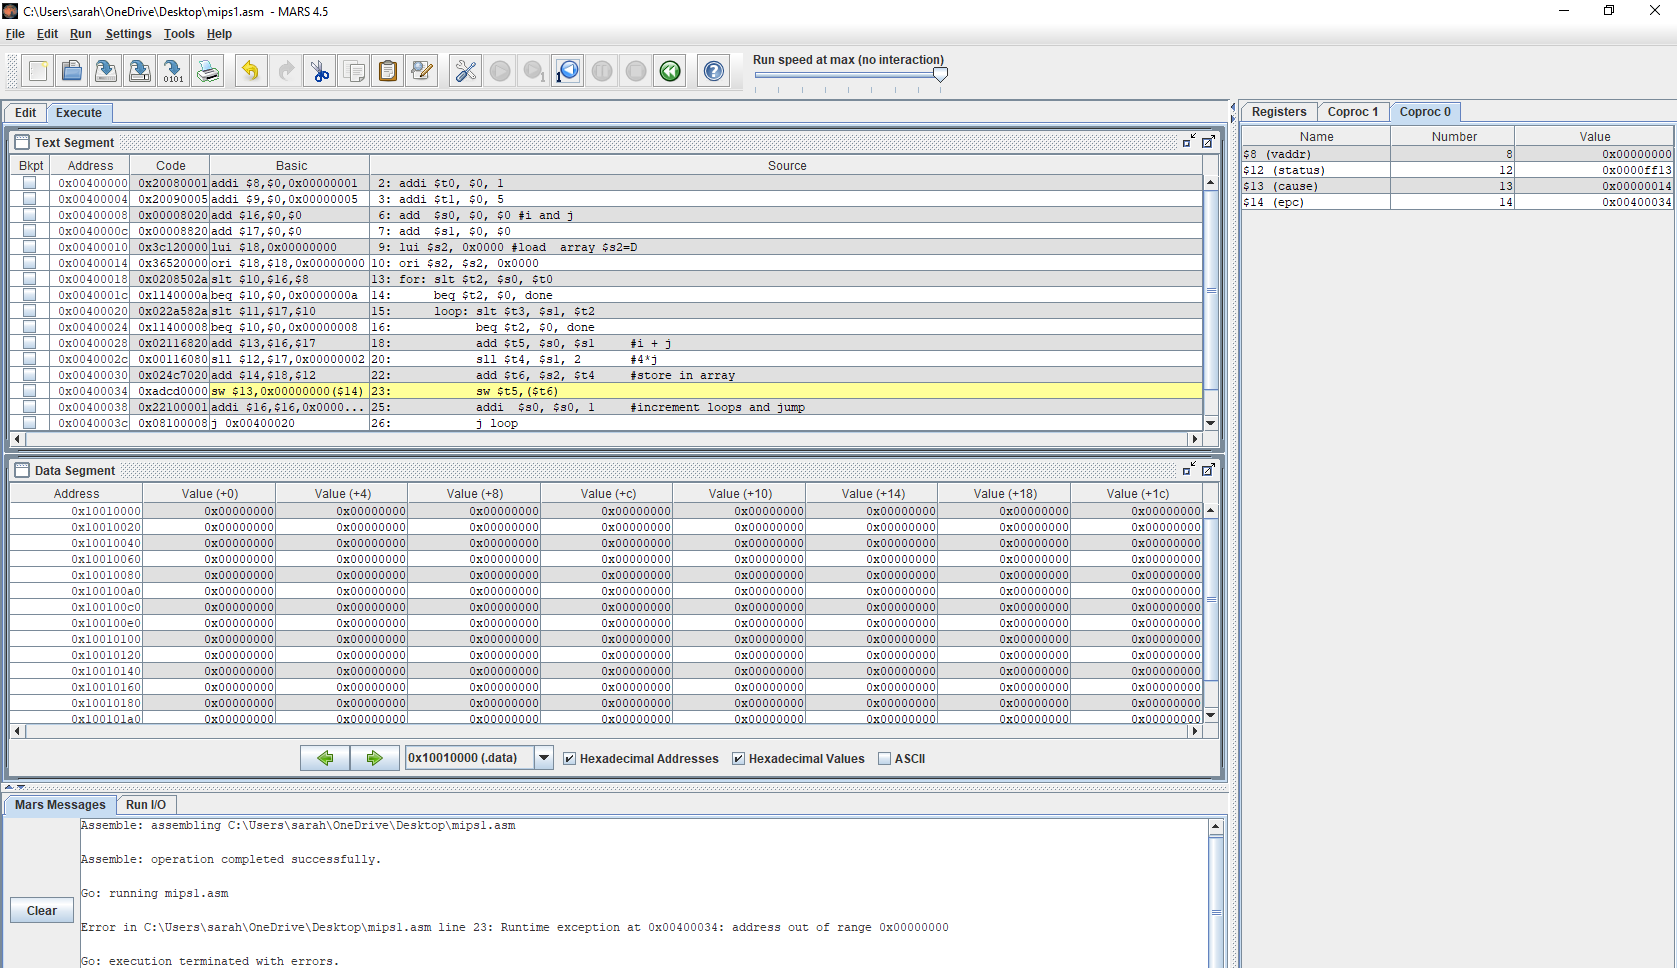 C:\Users\sarah\OneDrive\Desktop\mips1.asm - MARS 4.5
File Edit Run Settings Tools Help
Run speed at max (no interaction)
Edit Execute
Text Segment
Bkpt Address Code Basic Source
0x00400000 0x20080001 addi $8,$0,0x00000001 2: addi $t0, $0, 1
0x00400004 0x20090005 addi $9,$0,0x00000005 3: addi $t1, $0, 5
0x00400008 0x00008020 add $16,$0,$0 6: add $s0, $0, $0 #i and j
0x0040000c 0x00008820 add $17,$0,$0 7: add $s1, $0, $0
0x00400010 0x3c120000 lui $18,0x00000000 9: lui $s2, 0x0000 #load array $s2=D
0x00400014 0x36520000 ori $18,$18,0x00000000 10: ori $s2, $s2, 0x0000
0x00400018 0x0208502a slt $10,$16,$8 13: for: slt $t2, $s0, $t0
0x0040001c 0x1140000a beq $10,$0,0x0000000a 14: beq $t2, $0, done
0x00400020 0x022a582a slt $11,$17,$10 15: loop: slt $t3, $s1, $t2
0x00400024 0x11400008 beq $10,$0,0x00000008 16: beq $t2, $0, done
0x00400028 0x02116820 add $13,$16,$17 18: add $t5, $s0, $s1 #i + j
0x0040002c 0x00116080 sll $12,$17,0x00000002 20: sll $t4, $s1, 2 #4*j
0x00400030 0x024c7020 add $14,$18,$12 22: add $t6, $s2, $t4 #store in array
0x00400034 0xadcd0000 sw $13,0x00000000($14) 23: sw $t5,($t6)
0x00400038 0x22100001 addi $16,$16,0x0000... 25: addi $s0, $s0, 1 #increment loops and jump
0x0040003c 0x08100008 j 0x00400020 26: j loop
Data Segment
Address Value (+0) Value (+4) Value (+8) Value (+c) Value (+10) Value (+14) Value (+18) Value (+1c)
0x10010000 0x00000000 0x00000000 0x00000000 0x00000000 0x00000000 0x00000000 0x00000000 0x00000000
0x10010020 0x00000000 0x00000000 0x00000000 0x00000000 0x00000000 0x00000000 0x00000000 0x00000000
0x10010040 0x00000000 0x00000000 0x00000000 0x00000000 0x00000000 0x00000000 0x00000000 0x00000000
0x10010060 0x00000000 0x00000000 0x00000000 0x00000000 0x00000000 0x00000000 0x00000000 0x00000000
0x10010080 0x00000000 0x00000000 0x00000000 0x00000000 0x00000000 0x00000000 0x00000000 0x00000000
0x100100a0 0x00000000 0x00000000 0x00000000 0x00000000 0x00000000 0x00000000 0x00000000 0x00000000
0x100100c0 0x00000000 0x00000000 0x00000000 0x00000000 0x00000000 0x00000000 0x00000000 0x00000000
0x100100e0 0x00000000 0x00000000 0x00000000 0x00000000 0x00000000 0x00000000 0x00000000 0x00000000
0x10010100 0x00000000 0x00000000 0x00000000 0x00000000 0x00000000 0x00000000 0x00000000 0x00000000
0x10010120 0x00000000 0x00000000 0x00000000 0x00000000 0x00000000 0x00000000 0x00000000 0x00000000
0x10010140 0x00000000 0x00000000 0x00000000 0x00000000 0x00000000 0x00000000 0x00000000 0x00000000
0x10010160 0x00000000 0x00000000 0x00000000 0x00000000 0x00000000 0x00000000 0x00000000 0x00000000
0x10010180 0x00000000 0x00000000 0x00000000 0x00000000 0x00000000 0x00000000 0x00000000 0x00000000
0x100101a0 0x00000000 0x00000000 0x00000000 0x00000000 0x00000000 0x00000000 0x00000000 0x00000000
0x10010000 (.data) Hexadecimal Addresses Hexadecimal Values ASCII
Mars Messages Run I/O
Assemble: assembling C:\Users\sarah\OneDrive\Desktop\mips1.asm
Assemble: operation completed successfully.
Go: running mips1.asm
Clear
Error in C:\Users\sarah\OneDrive\Desktop\mips1.asm line 23: Runtime exception at 0x00400034: address out of range 0x00000000
Go: execution terminated with errors.
Registers Coproc 1 Coproc 0
Name Number Value
$8 (vaddr) 8 0x00000000
$12 (status) 12 0x0000ff13
$13 (cause) 13 0x00000014
$14 (epc) 14 0x00400034